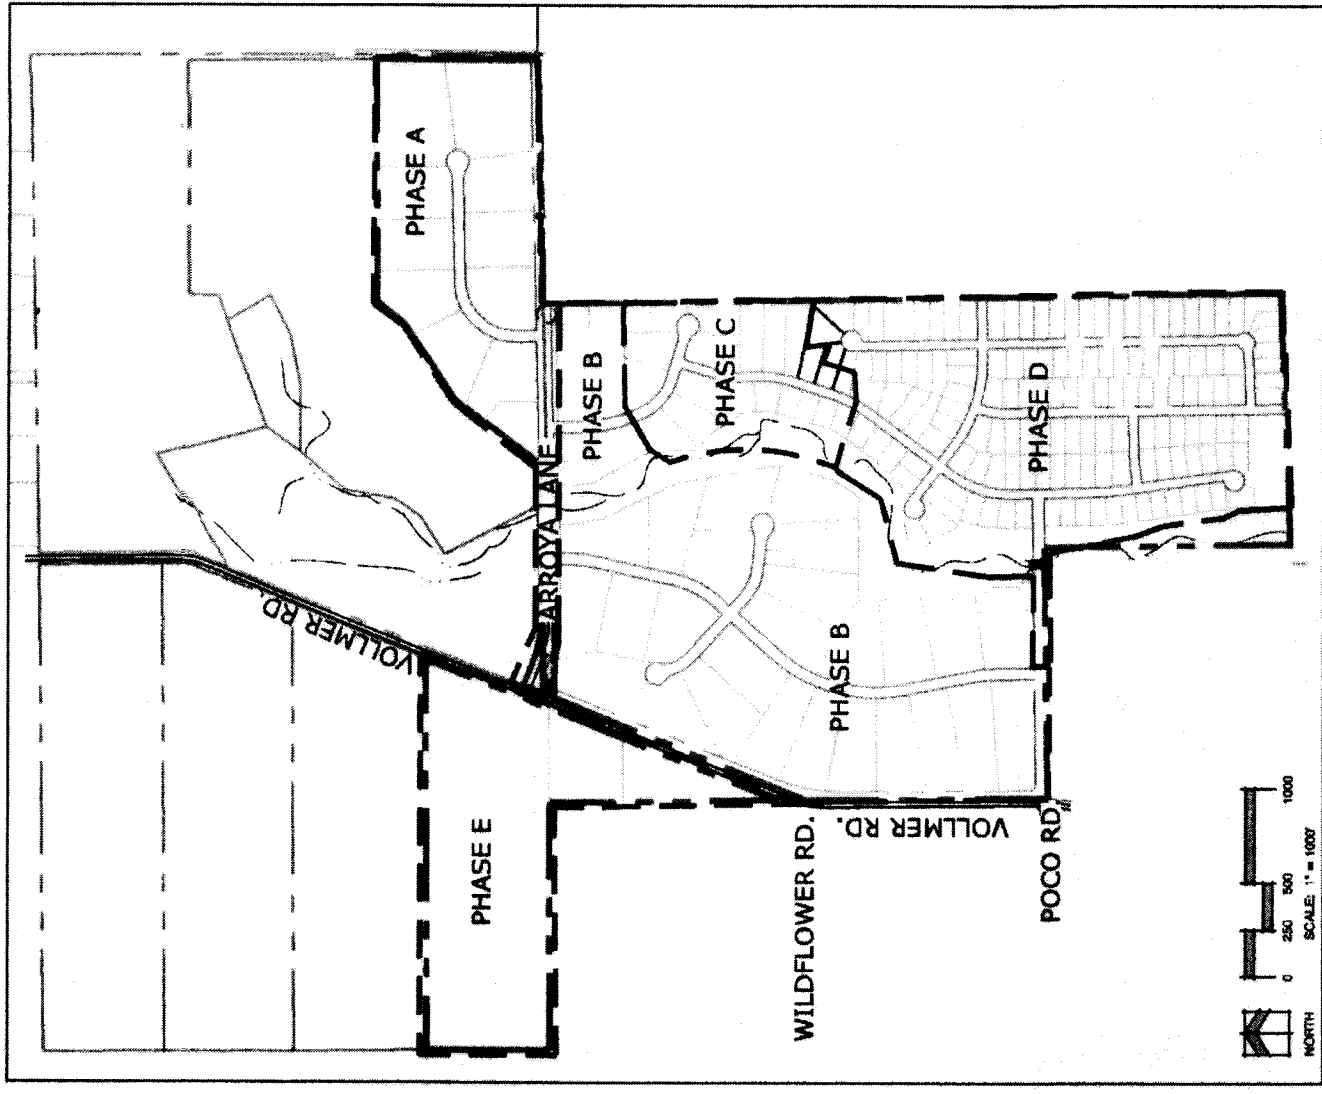 PHASE A
VOLLMER RD.
ARROYA LANE
PHASE B
PHASE C
PHASE D
PHASE B
PHASE E
WILDFLOWER RD.
VOLLMER RD.
POCO RD
0 250 500 1000
SCALE: 1" = 1000'
NORTH